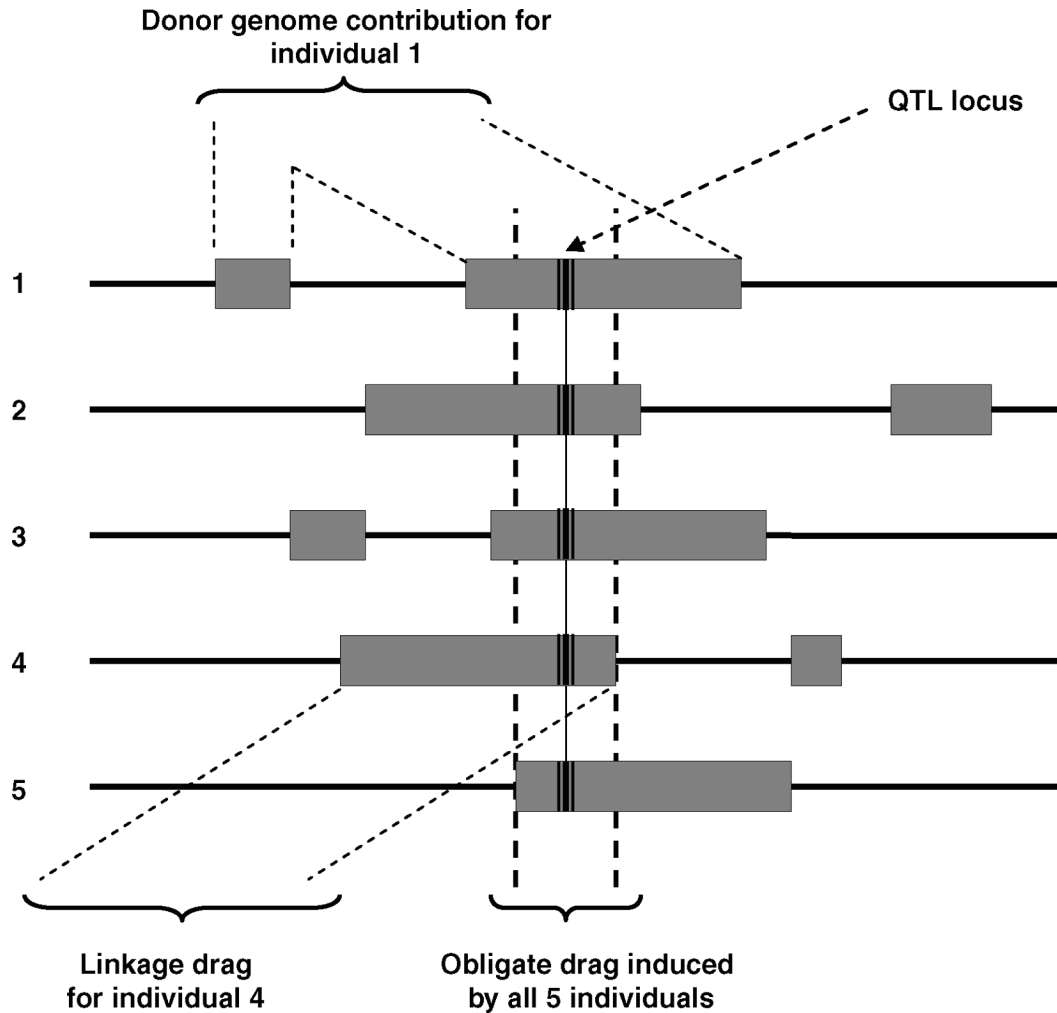 Donor genome contribution for
individual 1
QTL locus
1
2
3
4
5
Linkage drag
for individual 4
Obligate drag induced
by all 5 individuals